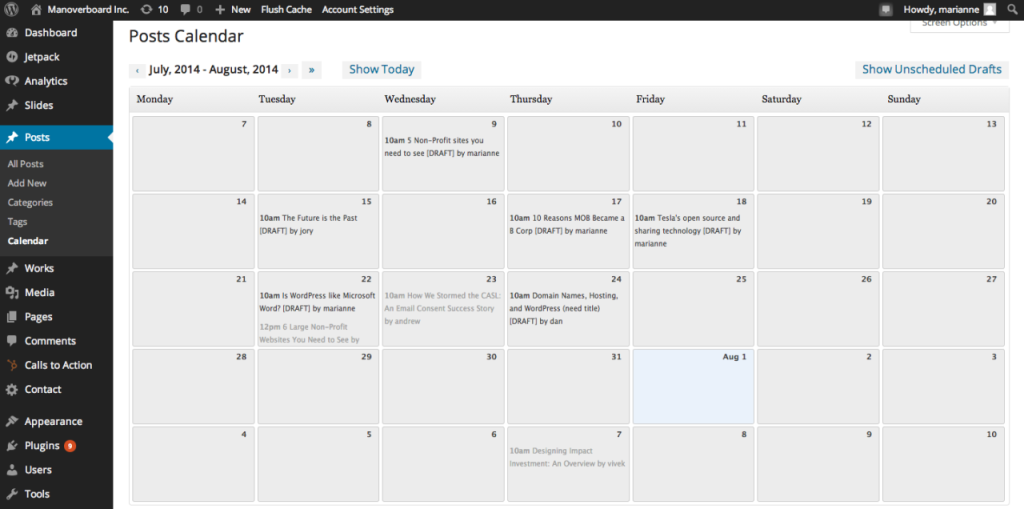 Manoverboard Inc. 10 0 + New Flush Cache Account Settings Howdy, marianne
Screen Options
Dashboard
Jetpack
Analytics
Slides
Posts
All Posts
Add New
Categories
Tags
Calendar
Works
Media
Pages
Comments
Calls to Action
Contact
Appearance
Plugins 9
Users
Tools
Posts Calendar
‹ July, 2014 - August, 2014 › » Show Today Show Unscheduled Drafts
Monday Tuesday Wednesday Thursday Friday Saturday Sunday
7 8 9 10 11 12 13
10am 5 Non-Profit sites you
need to see [DRAFT] by marianne
14 15 16 17 18 19 20
10am The Future is the Past
[DRAFT] by jory
10am 10 Reasons MOB Became a
B Corp [DRAFT] by marianne
10am Tesla's open source and
sharing technology [DRAFT] by
marianne
21 22 23 24 25 26 27
10am Is WordPress like Microsoft
Word? [DRAFT] by marianne
12pm 6 Large Non-Profit
Websites You Need to See by
10am How We Stormed the CASL:
An Email Consent Success Story
by andrew
10am Domain Names, Hosting,
and WordPress (need title)
[DRAFT] by dan
28 29 30 31 Aug 1 2 3
4 5 6 7 8 9 10
10am Designing Impact
Investment: An Overview by vivek